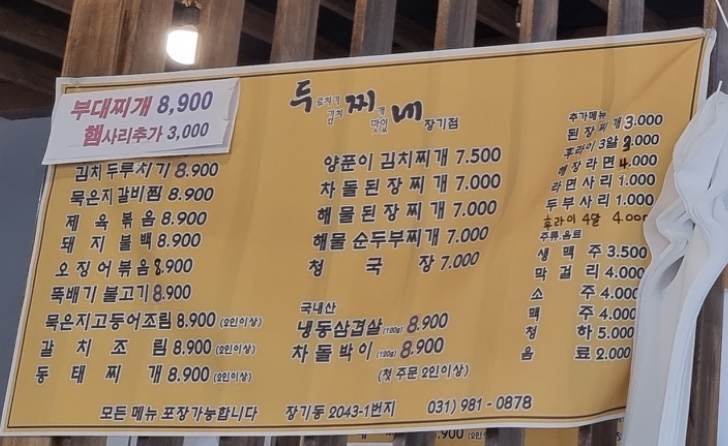 부대찌개 8,900
햄사리추가 3,000
김치두루치기 8.900
묵은지갈비찜 8.900
제육볶음 8.900
돼지불백 8.900
오징어볶음 8.900
뚝배기 불고기 8.900
묵은지고등어조림 8.900 (2인이상)
갈치조림 8.900 (2인이상)
동태찌개 8.900 (2인이상)
두루치기 김치찌개 맛있네 장기점
양푼이 김치찌개 7.500
차돌된장찌개 7.000
해물된장찌개 7.000
해물 순두부찌개 7.000
청국장 7.000
국내산
냉동삼겹살 (180g) 8.900
차돌박이 (120g) 8.900
(첫 주문 2인이상)
추가메뉴
된장찌개 3.000
후라이 3알 3.000
해장라면 4.000
라면사리 1.000
두부사리 1.000
후라이 4알 4.000
주류.음료
생맥주 3.500
막걸리 4.000
소주 4.000
맥주 4.000
청하 5.000
음료 2.000
모든 메뉴 포장가능합니다 장기동 2043-1번지 031) 981 - 0878